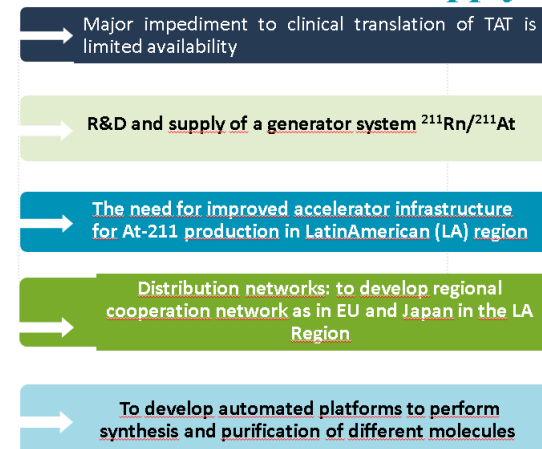 Major impediment to clinical translation of TAT is
limited availability
R&D and supply of a generator system ²¹¹Rn/²¹¹At
The need for improved accelerator infrastructure
for At-211 production in LatinAmerican (LA) region
Distribution networks: to develop regional
cooperation network as in EU and Japan in the LA
Region
To develop automated platforms to perform
synthesis and purification of different molecules